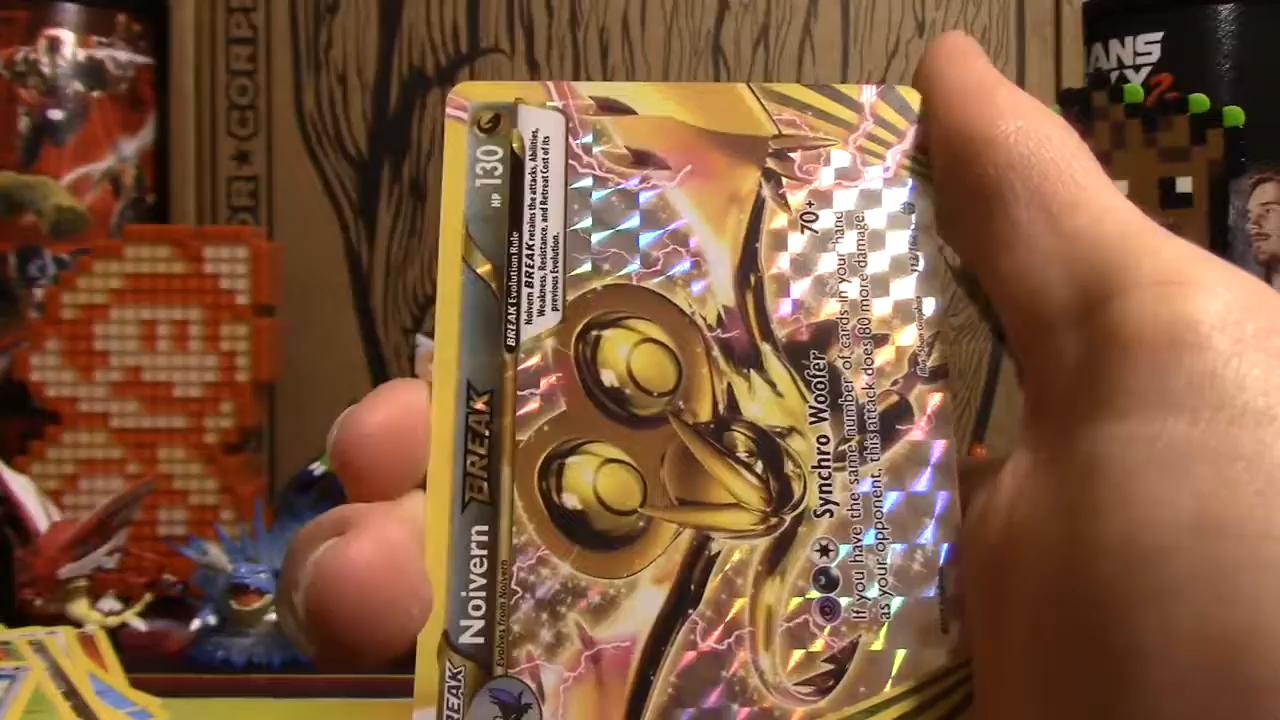 BREAK
Noivern BREAK HP 130
Evolves from Noivern
BREAK Evolution Rule
Noivern BREAK retains the attacks, Abilities,
Weakness, Resistance, and Retreat Cost of its
previous Evolution.
Synchro Woofer 70+
If you have the same number of cards in your hand
as your opponent, this attack does 80 more damage.